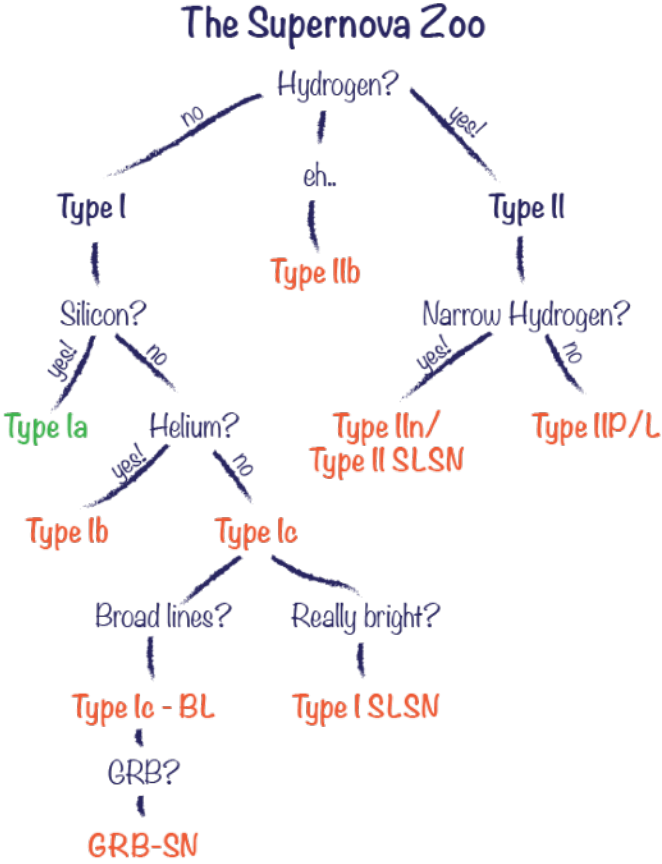 The Supernova Zoo
Hydrogen?
no
yes!
eh..
Type I
Type II
Type IIb
Silicon?
Narrow Hydrogen?
yes!
no
yes!
no
Type Ia
Helium?
Type IIn/
Type II SLSN
Type IIP/L
yes!
no
Type Ib
Type Ic
Broad lines?
Really bright?
Type Ic - BL
Type I SLSN
GRB?
GRB-SN